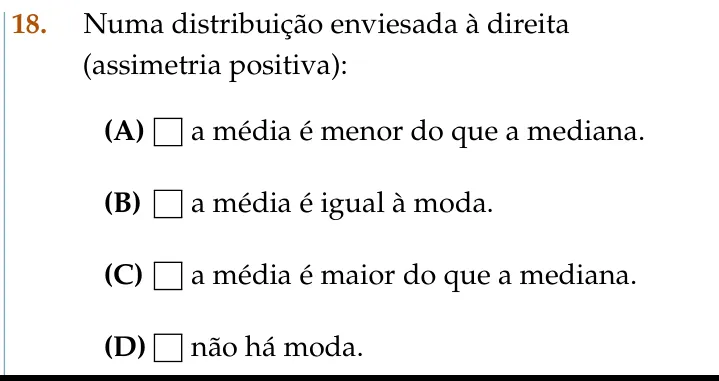 18. Numa distribuição enviesada à direita
(assimetria positiva):
(A) a média é menor do que a mediana.
(B) a média é igual à moda.
(C) a média é maior do que a mediana.
(D) não há moda.